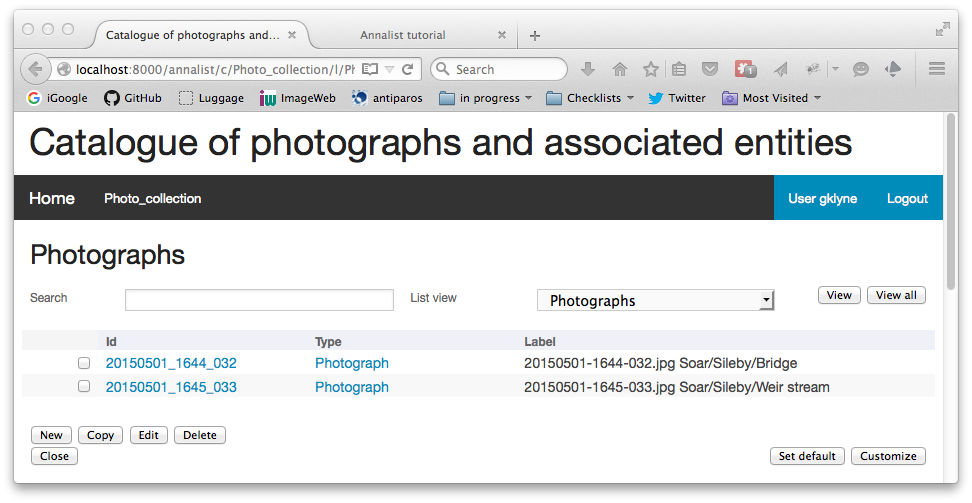 Catalogue of photographs and...
Annalist tutorial
localhost:8000/annalist/c/Photo_collection/l/Ph
Search
1
iGoogle
GitHub
Luggage
iw ImageWeb
antiparos
in progress
Checklists
Twitter
Most Visited
Catalogue of photographs and associated entities
Home Photo_collection User gklyne Logout
Photographs
Search List view Photographs View View all
Id Type Label
20150501_1644_032 Photograph 20150501-1644-032.jpg Soar/Sileby/Bridge
20150501_1645_033 Photograph 20150501-1645-033.jpg Soar/Sileby/Weir stream
New Copy Edit Delete
Close Set default Customize